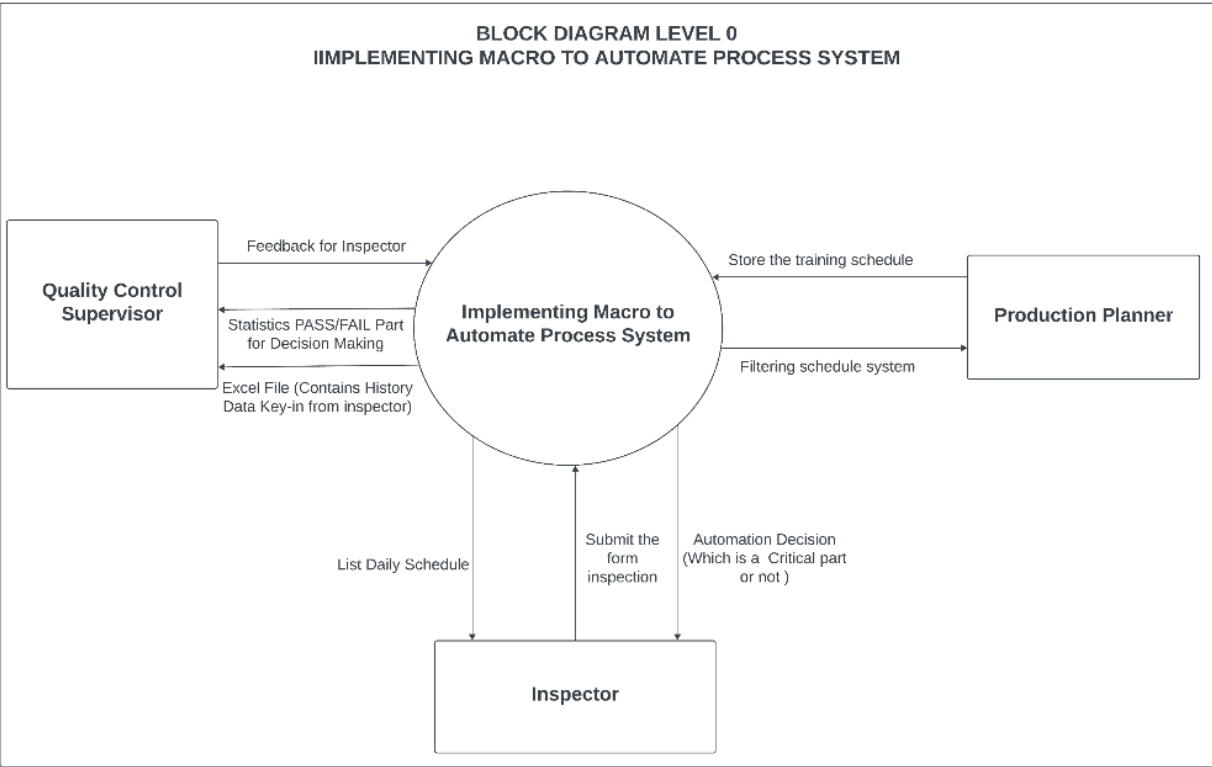 BLOCK DIAGRAM LEVEL 0
IIMPLEMENTING MACRO TO AUTOMATE PROCESS SYSTEM
Feedback for Inspector
Quality Control
Supervisor
Statistics PASS/FAIL Part
for Decision Making
Excel File (Contains History
Data Key-in from inspector)
Implementing Macro to
Automate Process System
Store the training schedule
Production Planner
Filtering schedule system
List Daily Schedule
Submit the
form
inspection
Automation Decision
(Which is a Critical part
or not )
Inspector